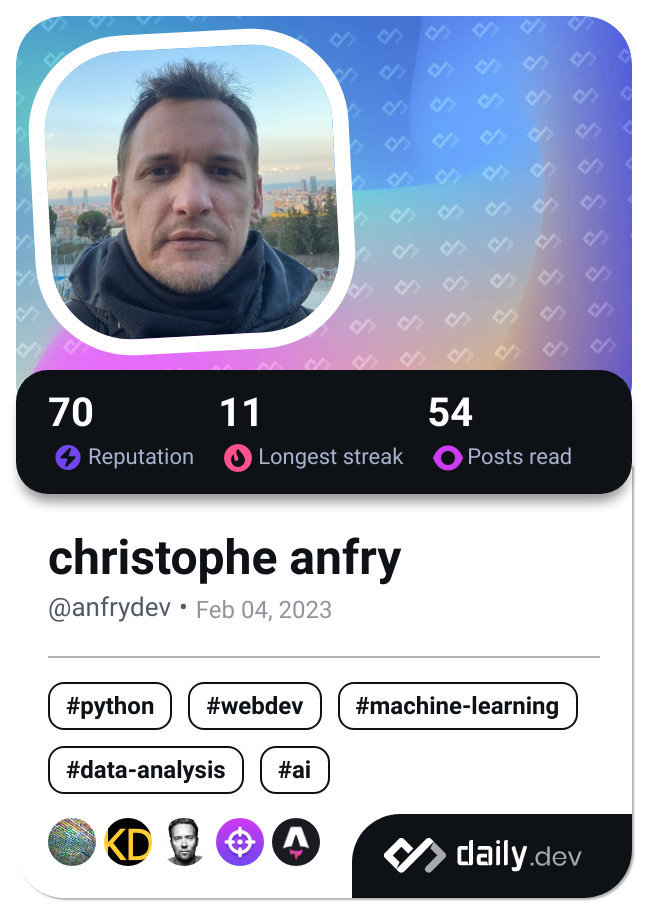 70 11 54
Reputation Longest streak Posts read
christophe anfry
@anfrydev • Feb 04, 2023
#python #webdev #machine-learning
#data-analysis #ai
KD
daily.dev